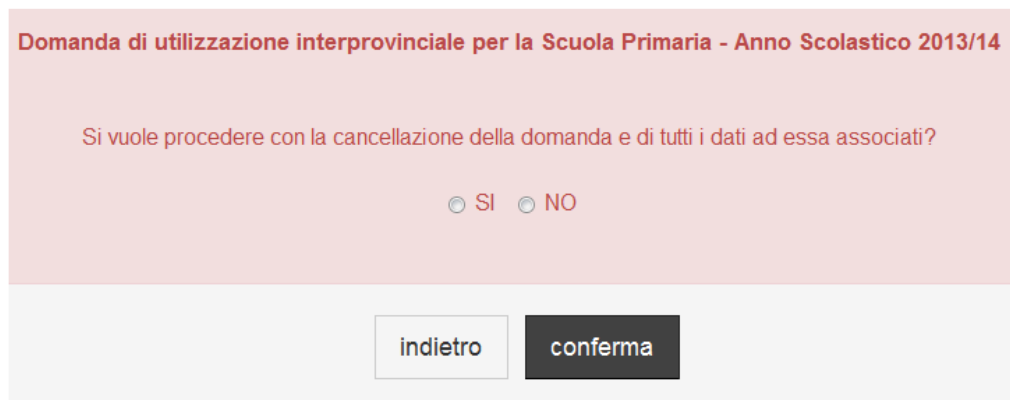 Domanda di utilizzazione interprovinciale per la Scuola Primaria - Anno Scolastico 2013/14
Si vuole procedere con la cancellazione della domanda e di tutti i dati ad essa associati?
SI NO
indietro conferma